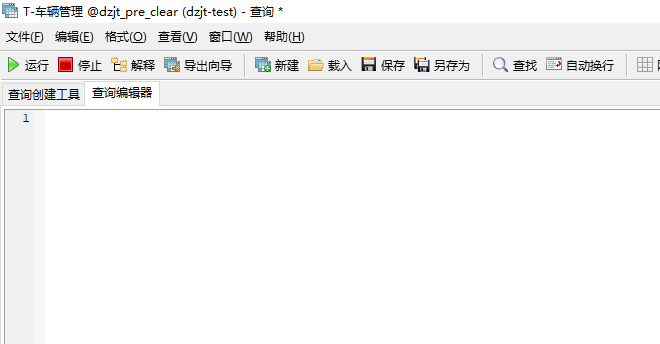 T-车辆管理 @dzjt_pre_clear (dzjt-test) - 查询 *
文件(F) 编辑(E) 格式(O) 查看(V) 窗口(W) 帮助(H)
运行 停止 解释 导出向导 新建 载入 保存 另存为 查找 自动换行
查询创建工具 查询编辑器
1